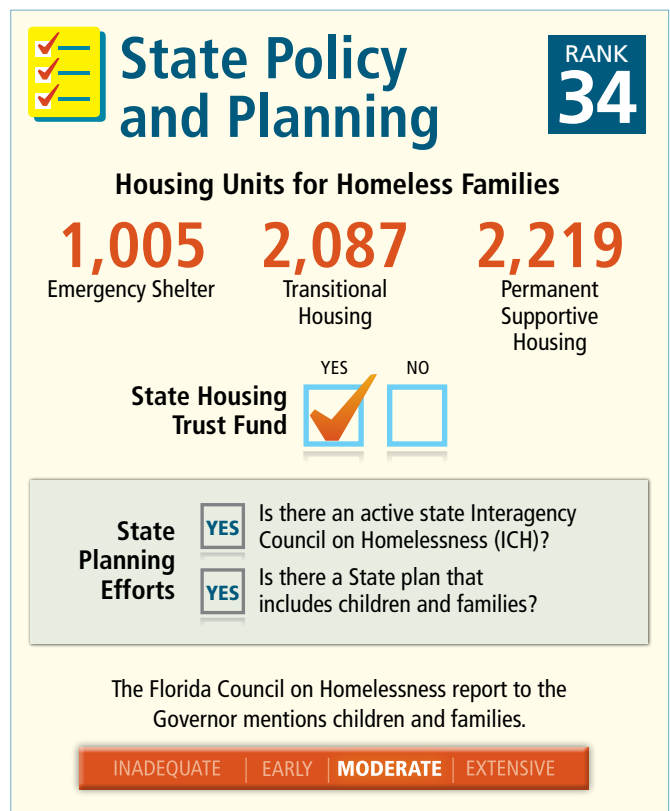 State Policy
and Planning
RANK
34
Housing Units for Homeless Families
1,005
Emergency Shelter
2,087
Transitional
Housing
2,219
Permanent
Supportive
Housing
YES NO
State Housing
Trust Fund
State
Planning
Efforts
YES
Is there an active state Interagency
Council on Homelessness (ICH)?
YES
Is there a State plan that
includes children and families?
The Florida Council on Homelessness report to the
Governor mentions children and families.
INADEQUATE | EARLY | MODERATE | EXTENSIVE